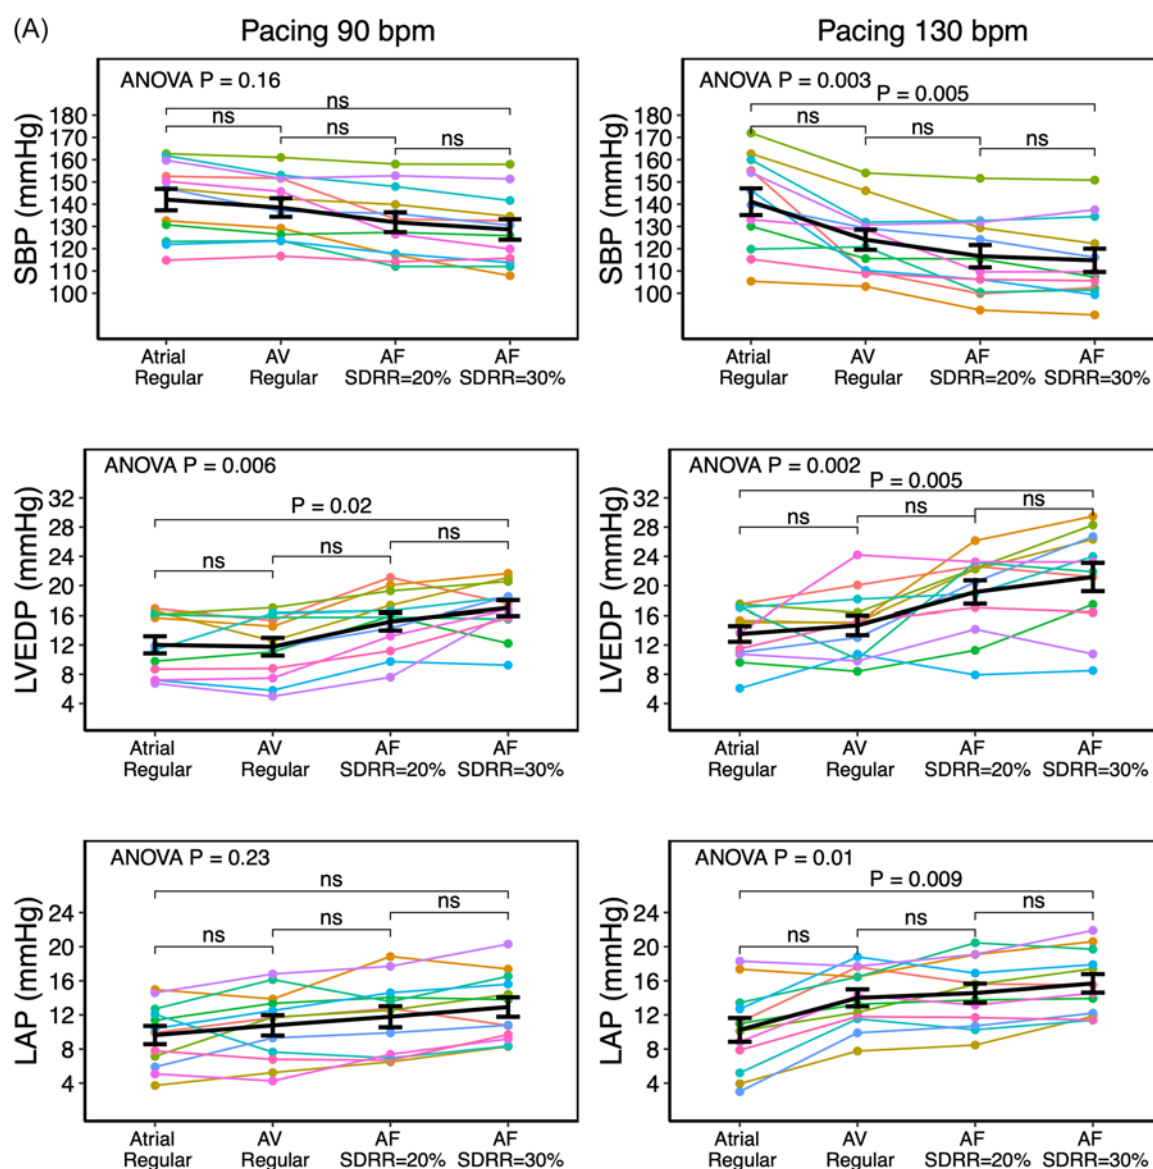 (A)
Pacing 90 bpm
Pacing 130 bpm
ANOVA P = 0.16
ns
ns
ns
ns
SBP (mmHg)
180
170
160
150
140
130
120
110
100
Atrial Regular
AV Regular
AF SDRR=20%
AF SDRR=30%
ANOVA P = 0.003
P = 0.005
ns
ns
ns
SBP (mmHg)
180
170
160
150
140
130
120
110
100
Atrial Regular
AV Regular
AF SDRR=20%
AF SDRR=30%
ANOVA P = 0.006
P = 0.02
ns
ns
ns
LVEDP (mmHg)
32
28
24
20
16
12
8
4
Atrial Regular
AV Regular
AF SDRR=20%
AF SDRR=30%
ANOVA P = 0.002
P = 0.005
ns
ns
ns
LVEDP (mmHg)
32
28
24
20
16
12
8
4
Atrial Regular
AV Regular
AF SDRR=20%
AF SDRR=30%
ANOVA P = 0.23
ns
ns
ns
ns
LAP (mmHg)
24
20
16
12
8
4
Atrial Regular
AV Regular
AF SDRR=20%
AF SDRR=30%
ANOVA P = 0.01
P = 0.009
ns
ns
ns
LAP (mmHg)
24
20
16
12
8
4
Atrial Regular
AV Regular
AF SDRR=20%
AF SDRR=30%